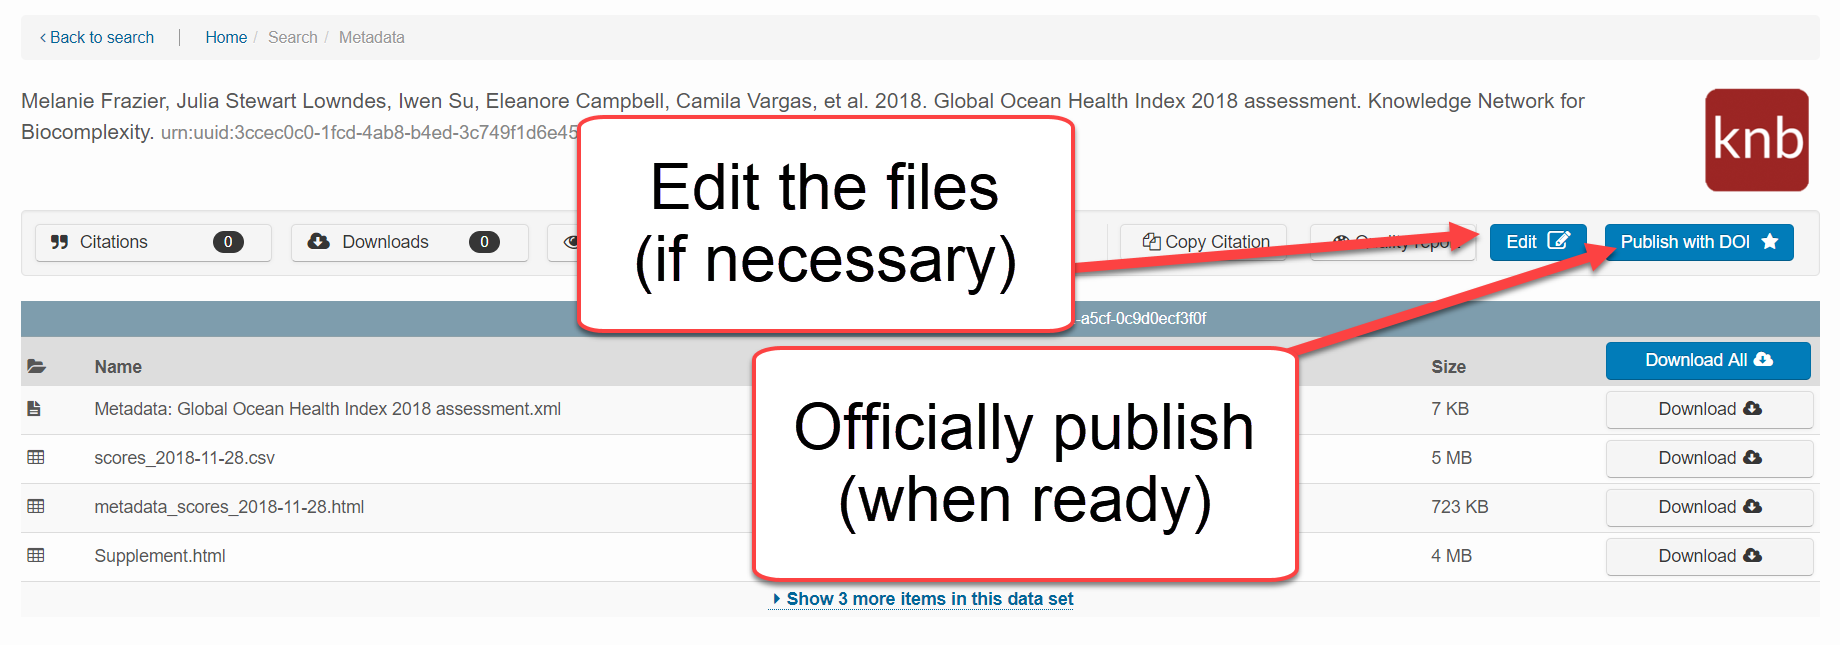 Back to search | Home / Search / Metadata
Melanie Frazier, Julia Stewart Lowndes, Iwen Su, Eleanore Campbell, Camila Vargas, et al. 2018. Global Ocean Health Index 2018 assessment. Knowledge Network for
Biocomplexity. urn:uuid:3ccec0c0-1fcd-4ab8-b4ed-3c749f1d6e45
knb
Edit the files
(if necessary)
Citations 0 Downloads 0 Copy Citation Quality report Edit Publish with DOI
-a5cf-0c9d0ecf3f0f
Name Size Download All
Metadata: Global Ocean Health Index 2018 assessment.xml 7 KB Download
scores_2018-11-28.csv 5 MB Download
metadata_scores_2018-11-28.html 723 KB Download
Supplement.html 4 MB Download
Officially publish
(when ready)
Show 3 more items in this data set